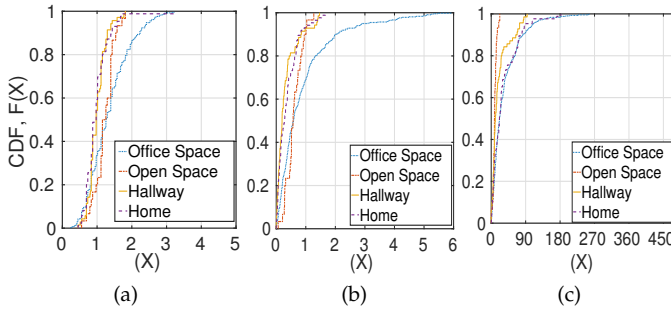 CDF, F(X)
1
0.8
0.6
0.4
0.2
0
0 1 2 3 4 5
(X)
Office Space
Open Space
Hallway
Home
(a)
1
0.8
0.6
0.4
0.2
0
0 1 2 3 4 5 6
(X)
Office Space
Open Space
Hallway
Home
(b)
1
0.8
0.6
0.4
0.2
0
0 90 180 270 360 450
(X)
Office Space
Open Space
Hallway
Home
(c)